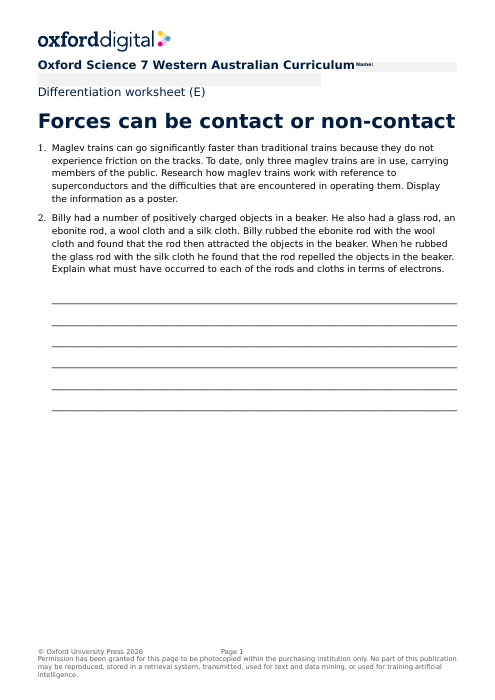 oxforddigital
Oxford Science 7 Western Australian Curriculum Name:
Differentiation worksheet (E)
Forces can be contact or non-contact
1. Maglev trains can go significantly faster than traditional trains because they do not
experience friction on the tracks. To date, only three maglev trains are in use, carrying
members of the public. Research how maglev trains work with reference to
superconductors and the difficulties that are encountered in operating them. Display
the information as a poster.
2. Billy had a number of positively charged objects in a beaker. He also had a glass rod, an
ebonite rod, a wool cloth and a silk cloth. Billy rubbed the ebonite rod with the wool
cloth and found that the rod then attracted the objects in the beaker. When he rubbed
the glass rod with the silk cloth he found that the rod repelled the objects in the beaker.
Explain what must have occurred to each of the rods and cloths in terms of electrons.
© Oxford University Press 2026 Page 1
Permission has been granted for this page to be photocopied within the purchasing institution only. No part of this publication
may be reproduced, stored in a retrieval system, transmitted, used for text and data mining, or used for training artificial
intelligence.